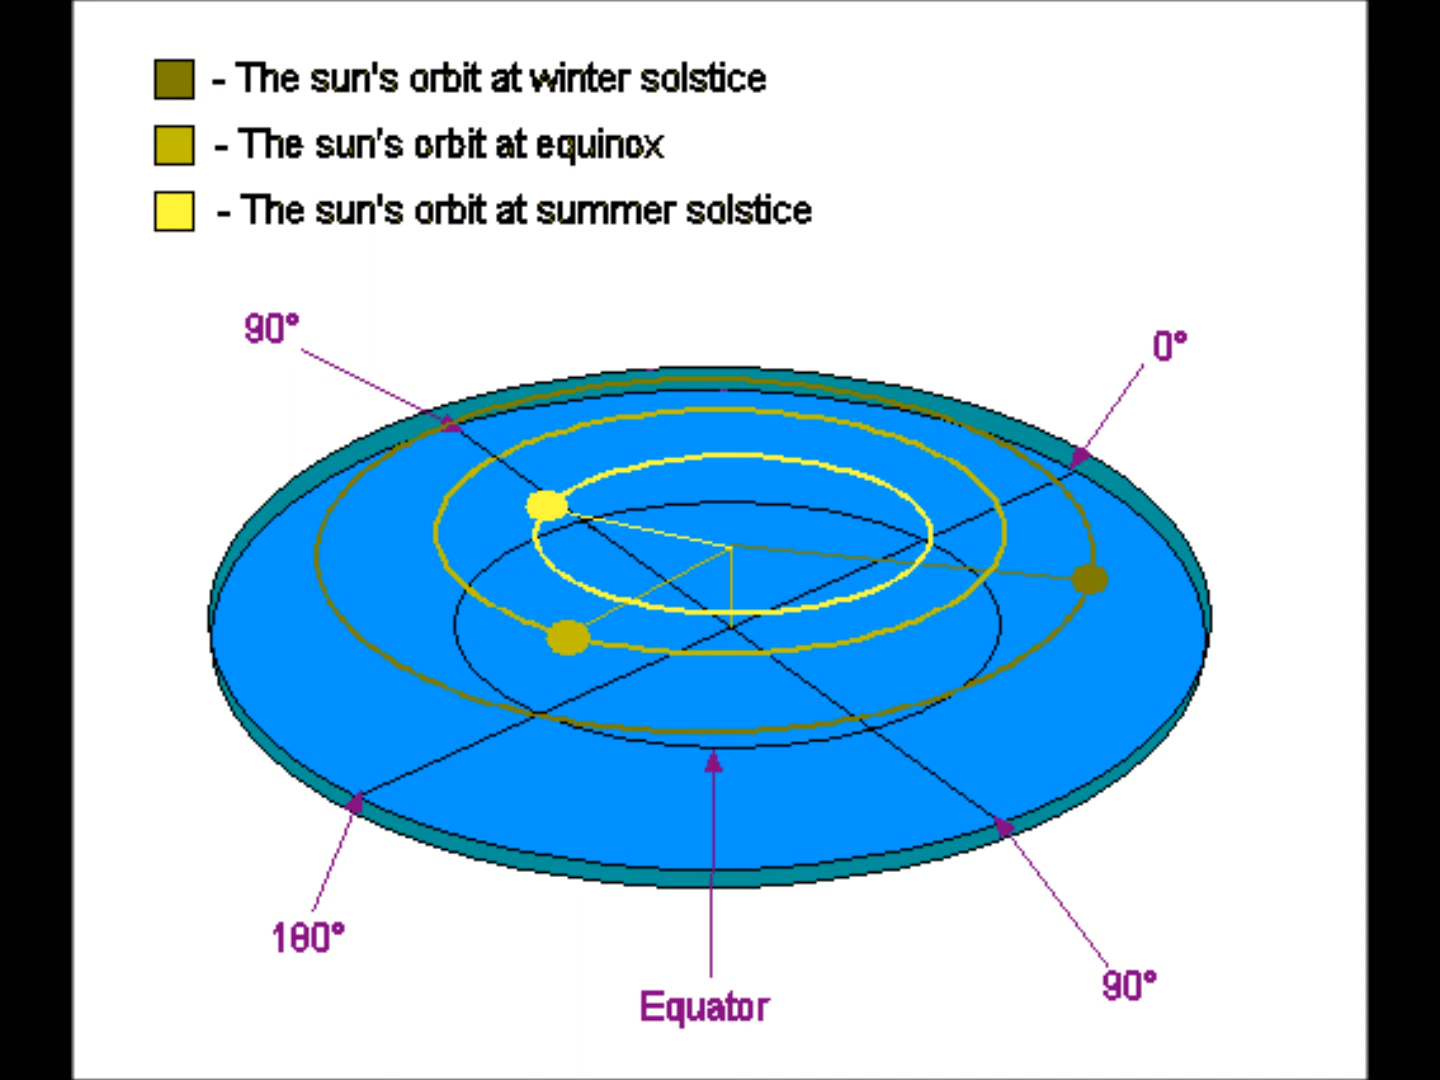 - The sun's orbit at winter solstice
- The sun's orbit at equinox
- The sun's orbit at summer solstice
90°
0°
180°
90°
Equator